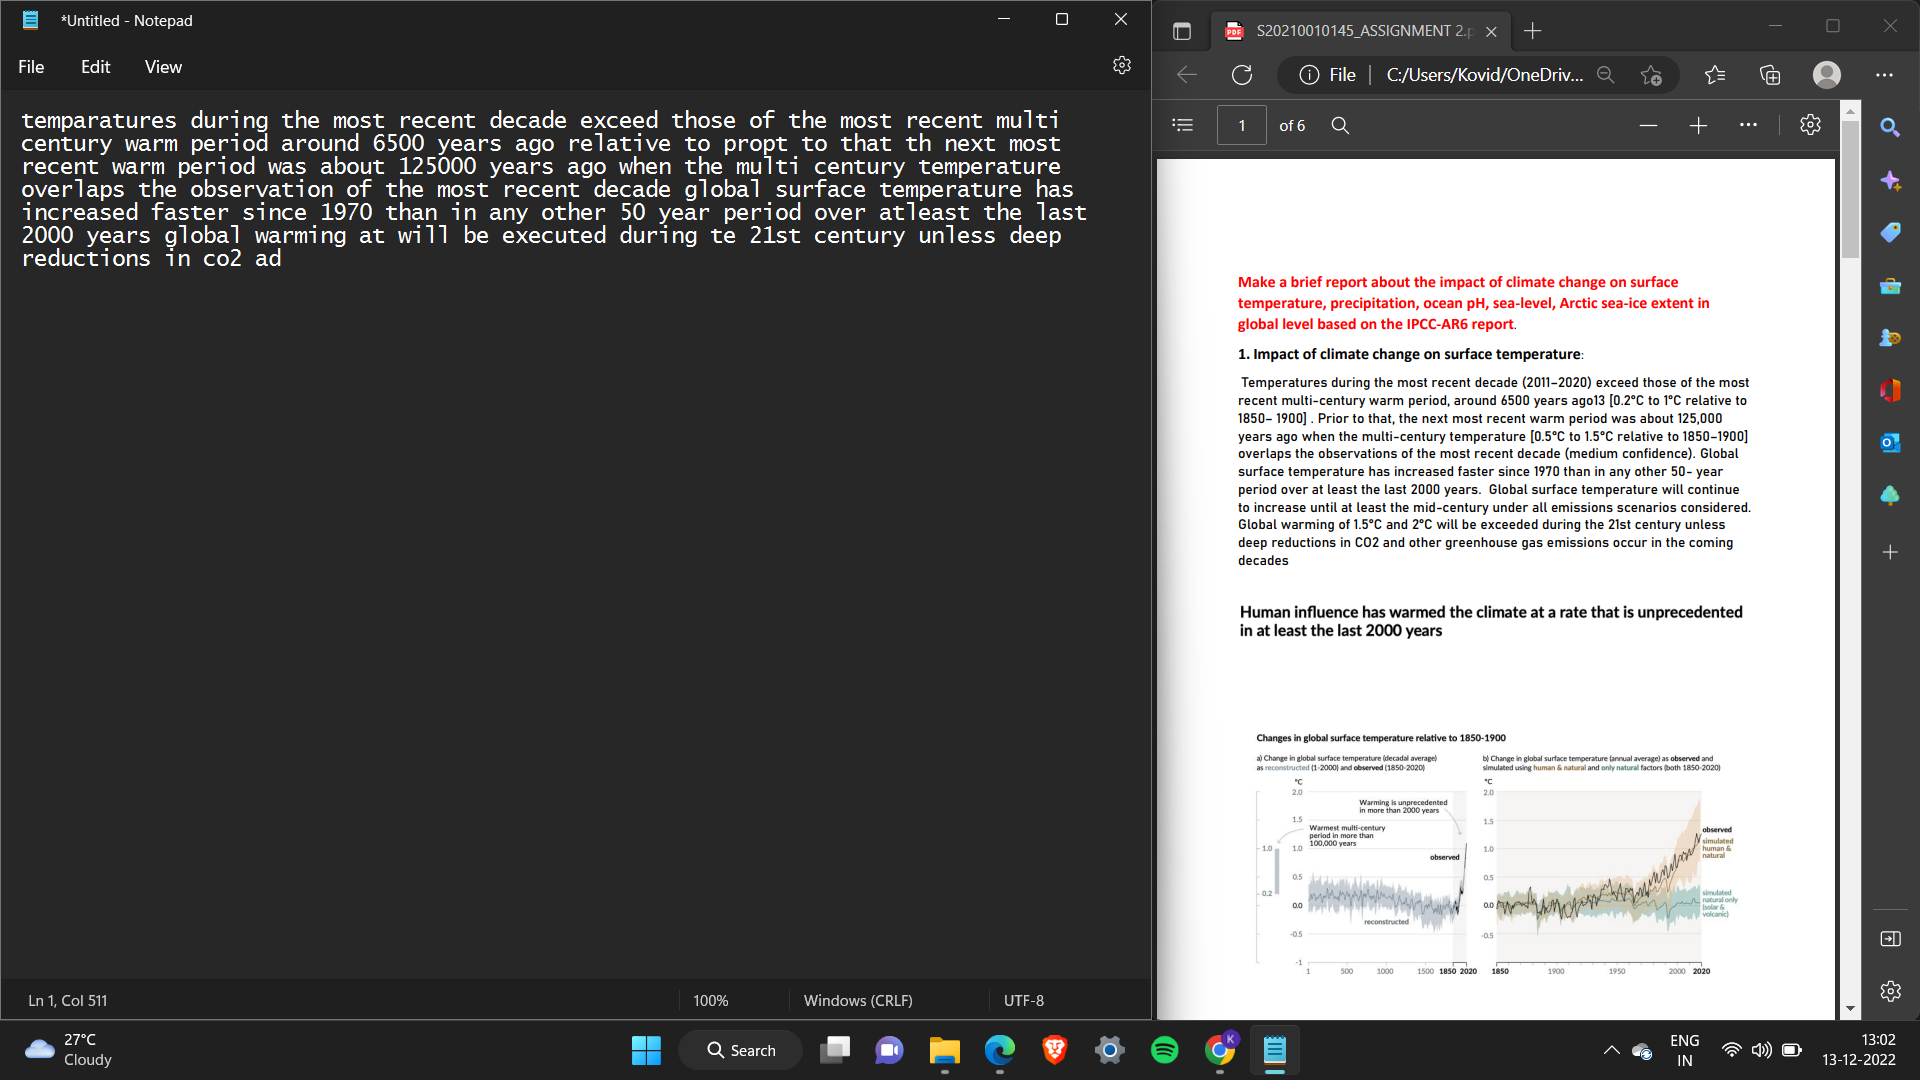 *Untitled - Notepad
File Edit View
temparatures during the most recent decade exceed those of the most recent multi
century warm period around 6500 years ago relative to propt to that th next most
recent warm period was about 125000 years ago when the multi century temperature
overlaps the observation of the most recent decade global surface temperature has
increased faster since 1970 than in any other 50 year period over atleast the last
2000 years global warming at will be executed during te 21st century unless deep
reductions in co2 ad
Ln 1, Col 511 100% Windows (CRLF) UTF-8
S20210010145_ASSIGNMENT 2.p
File C:/Users/Kovid/OneDriv...
1 of 6
Make a brief report about the impact of climate change on surface
temperature, precipitation, ocean pH, sea-level, Arctic sea-ice extent in
global level based on the IPCC-AR6 report.
1. Impact of climate change on surface temperature:
Temperatures during the most recent decade (2011–2020) exceed those of the most
recent multi-century warm period, around 6500 years ago13 [0.2°C to 1°C relative to
1850– 1900] . Prior to that, the next most recent warm period was about 125,000
years ago when the multi-century temperature [0.5°C to 1.5°C relative to 1850–1900]
overlaps the observations of the most recent decade (medium confidence). Global
surface temperature has increased faster since 1970 than in any other 50- year
period over at least the last 2000 years. Global surface temperature will continue
to increase until at least the mid-century under all emissions scenarios considered.
Global warming of 1.5°C and 2°C will be exceeded during the 21st century unless
deep reductions in CO2 and other greenhouse gas emissions occur in the coming
decades
Human influence has warmed the climate at a rate that is unprecedented
in at least the last 2000 years
Changes in global surface temperature relative to 1850-1900
a) Change in global surface temperature (decadal average)
as reconstructed (1-2000) and observed (1850-2020)
°C
2.0
Warming is unprecedented
in more than 2000 years
1.5
Warmest multi-century
period in more than
100,000 years
1.0 1.0
observed
0.5
0.2
0.0
reconstructed
-0.5
-1
1 500 1000 1500 1850 2020
b) Change in global surface temperature (annual average) as observed and
simulated using human & natural and only natural factors (both 1850-2020)
°C
2.0
1.5
observed
simulated
human &
natural
1.0
0.5
simulated
natural only
(solar &
volcanic)
0.0
-0.5
1850 1900 1950 2000 2020
27°C
Cloudy
Search
K
ENG
IN
13:02
13-12-2022